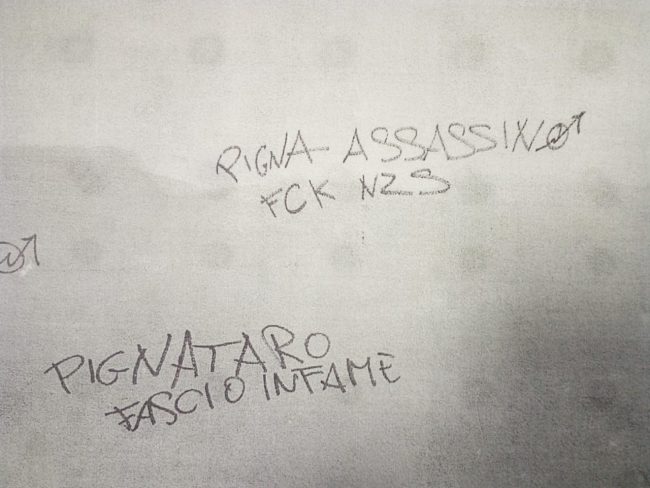 PIGNA ASSASSINO
FCK NZS
PIGNATARO
FASCIO INFAME